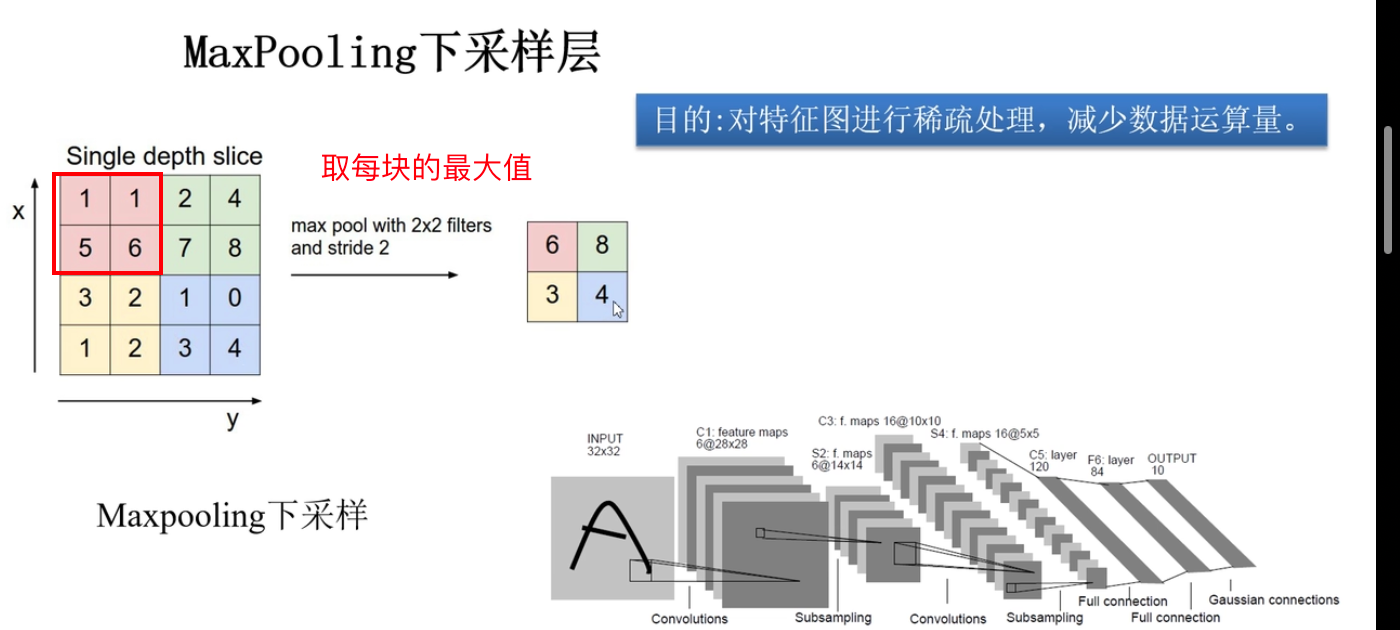 MaxPooling下采样层
目的:对特征图进行稀疏处理，减少数据运算量。
Single depth slice
取每块的最大值
x
1 1 2 4
5 6 7 8
3 2 1 0
1 2 3 4
y
max pool with 2x2 filters
and stride 2
6 8
3 4
Maxpooling下采样
INPUT
32x32
C1: feature maps
6@28x28
S2: f. maps
6@14x14
C3: f. maps 16@10x10
S4: f. maps 16@5x5
C5: layer
120
F6: layer
84
OUTPUT
10
Convolutions
Subsampling
Convolutions
Subsampling
Full connection
Full connection
Gaussian connections